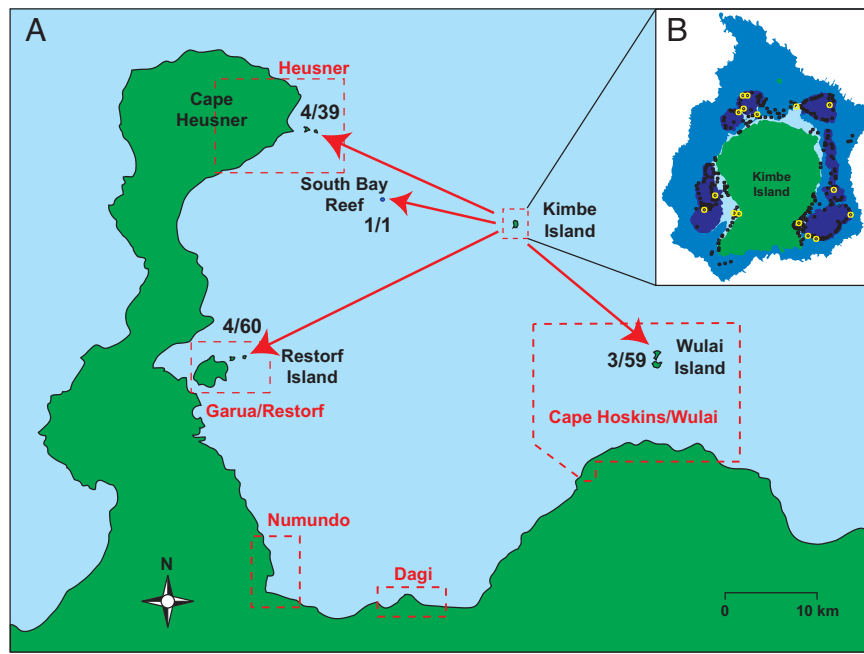 A
B
Heusner
Cape
Heusner
4/39
South Bay
Reef
1/1
Kimbe
Island
Kimbe
Island
4/60
Restorf
Island
Garua/Restorf
3/59
Wulai
Island
Cape Hoskins/Wulai
Numundo
Dagi
N
0
10 km